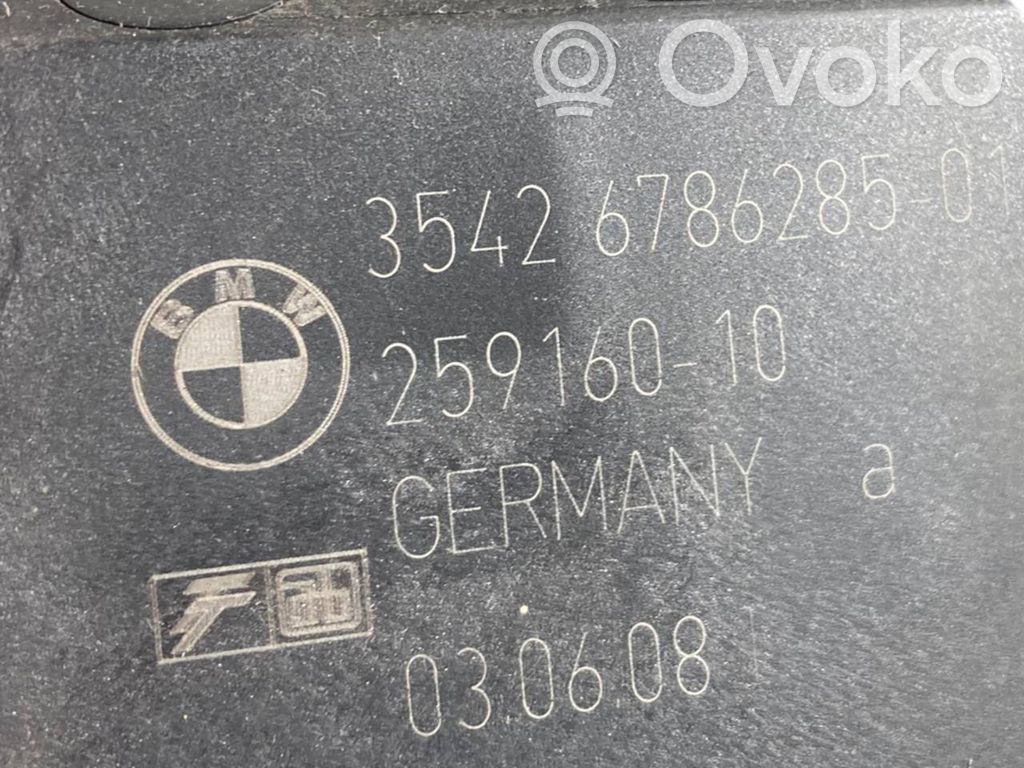 Ovoko
3542 6786285-01
BMW
259160-10
GERMANY a
03.06.08